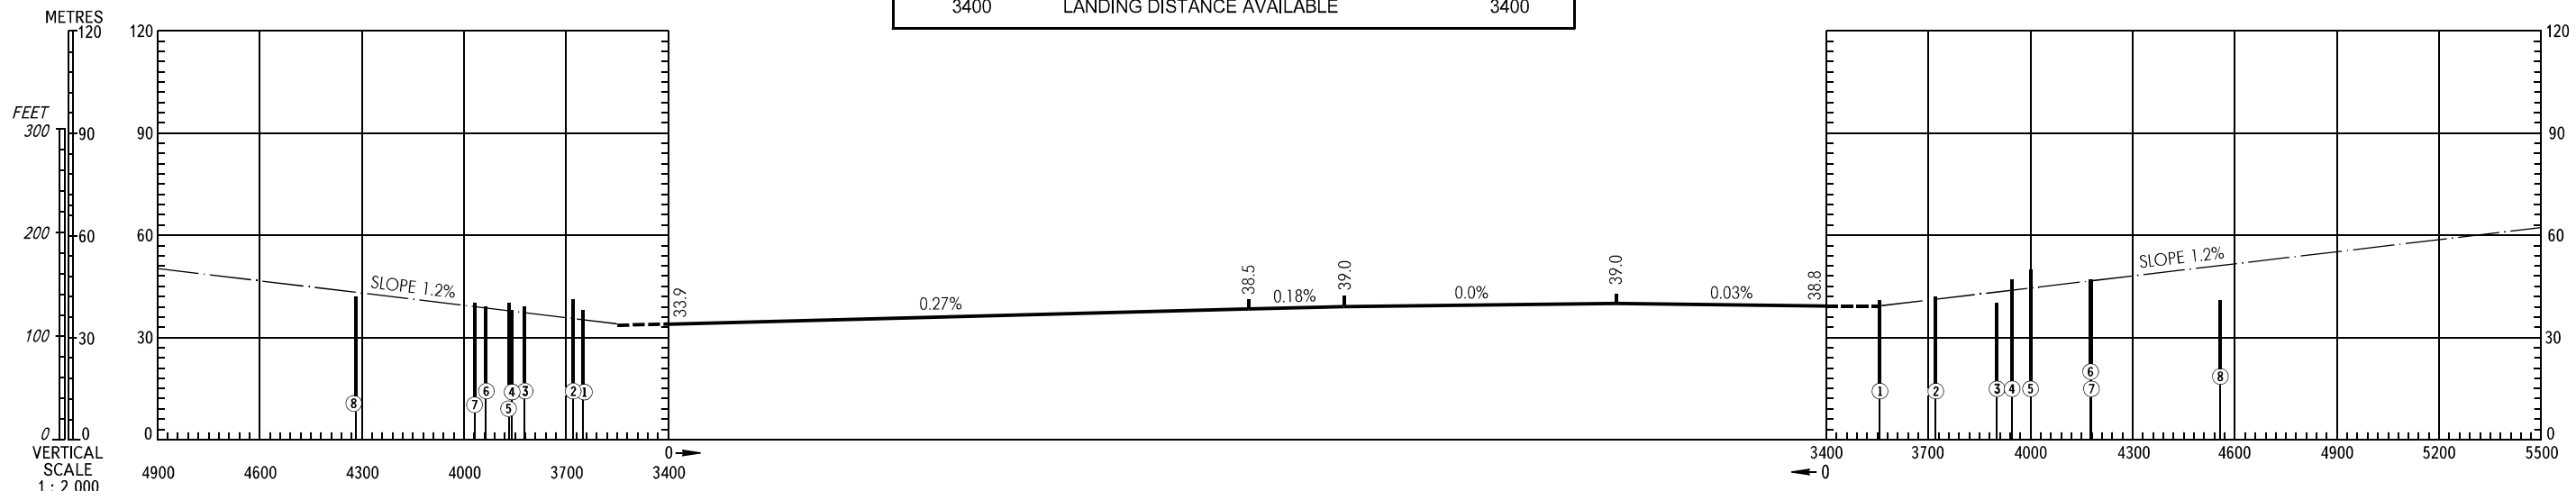 3400 LANDING DISTANCE AVAILABLE 3400
METRES
120 120 120 120
FEET
300 90 90 90
200 60 60 60
SLOPE 1.2% SLOPE 1.2%
33.9 0.27% 38.5 0.18% 39.0 0.0% 39.0 0.03% 38.8
100 30 30 30
8 7 6 5 4 3 2 1 1 2 3 4 5 6 7 8
0 0 0 0
VERTICAL
SCALE
1 : 2 000
0
4900 4600 4300 4000 3700 3400
3400 3700 4000 4300 4600 4900 5200 5500
0